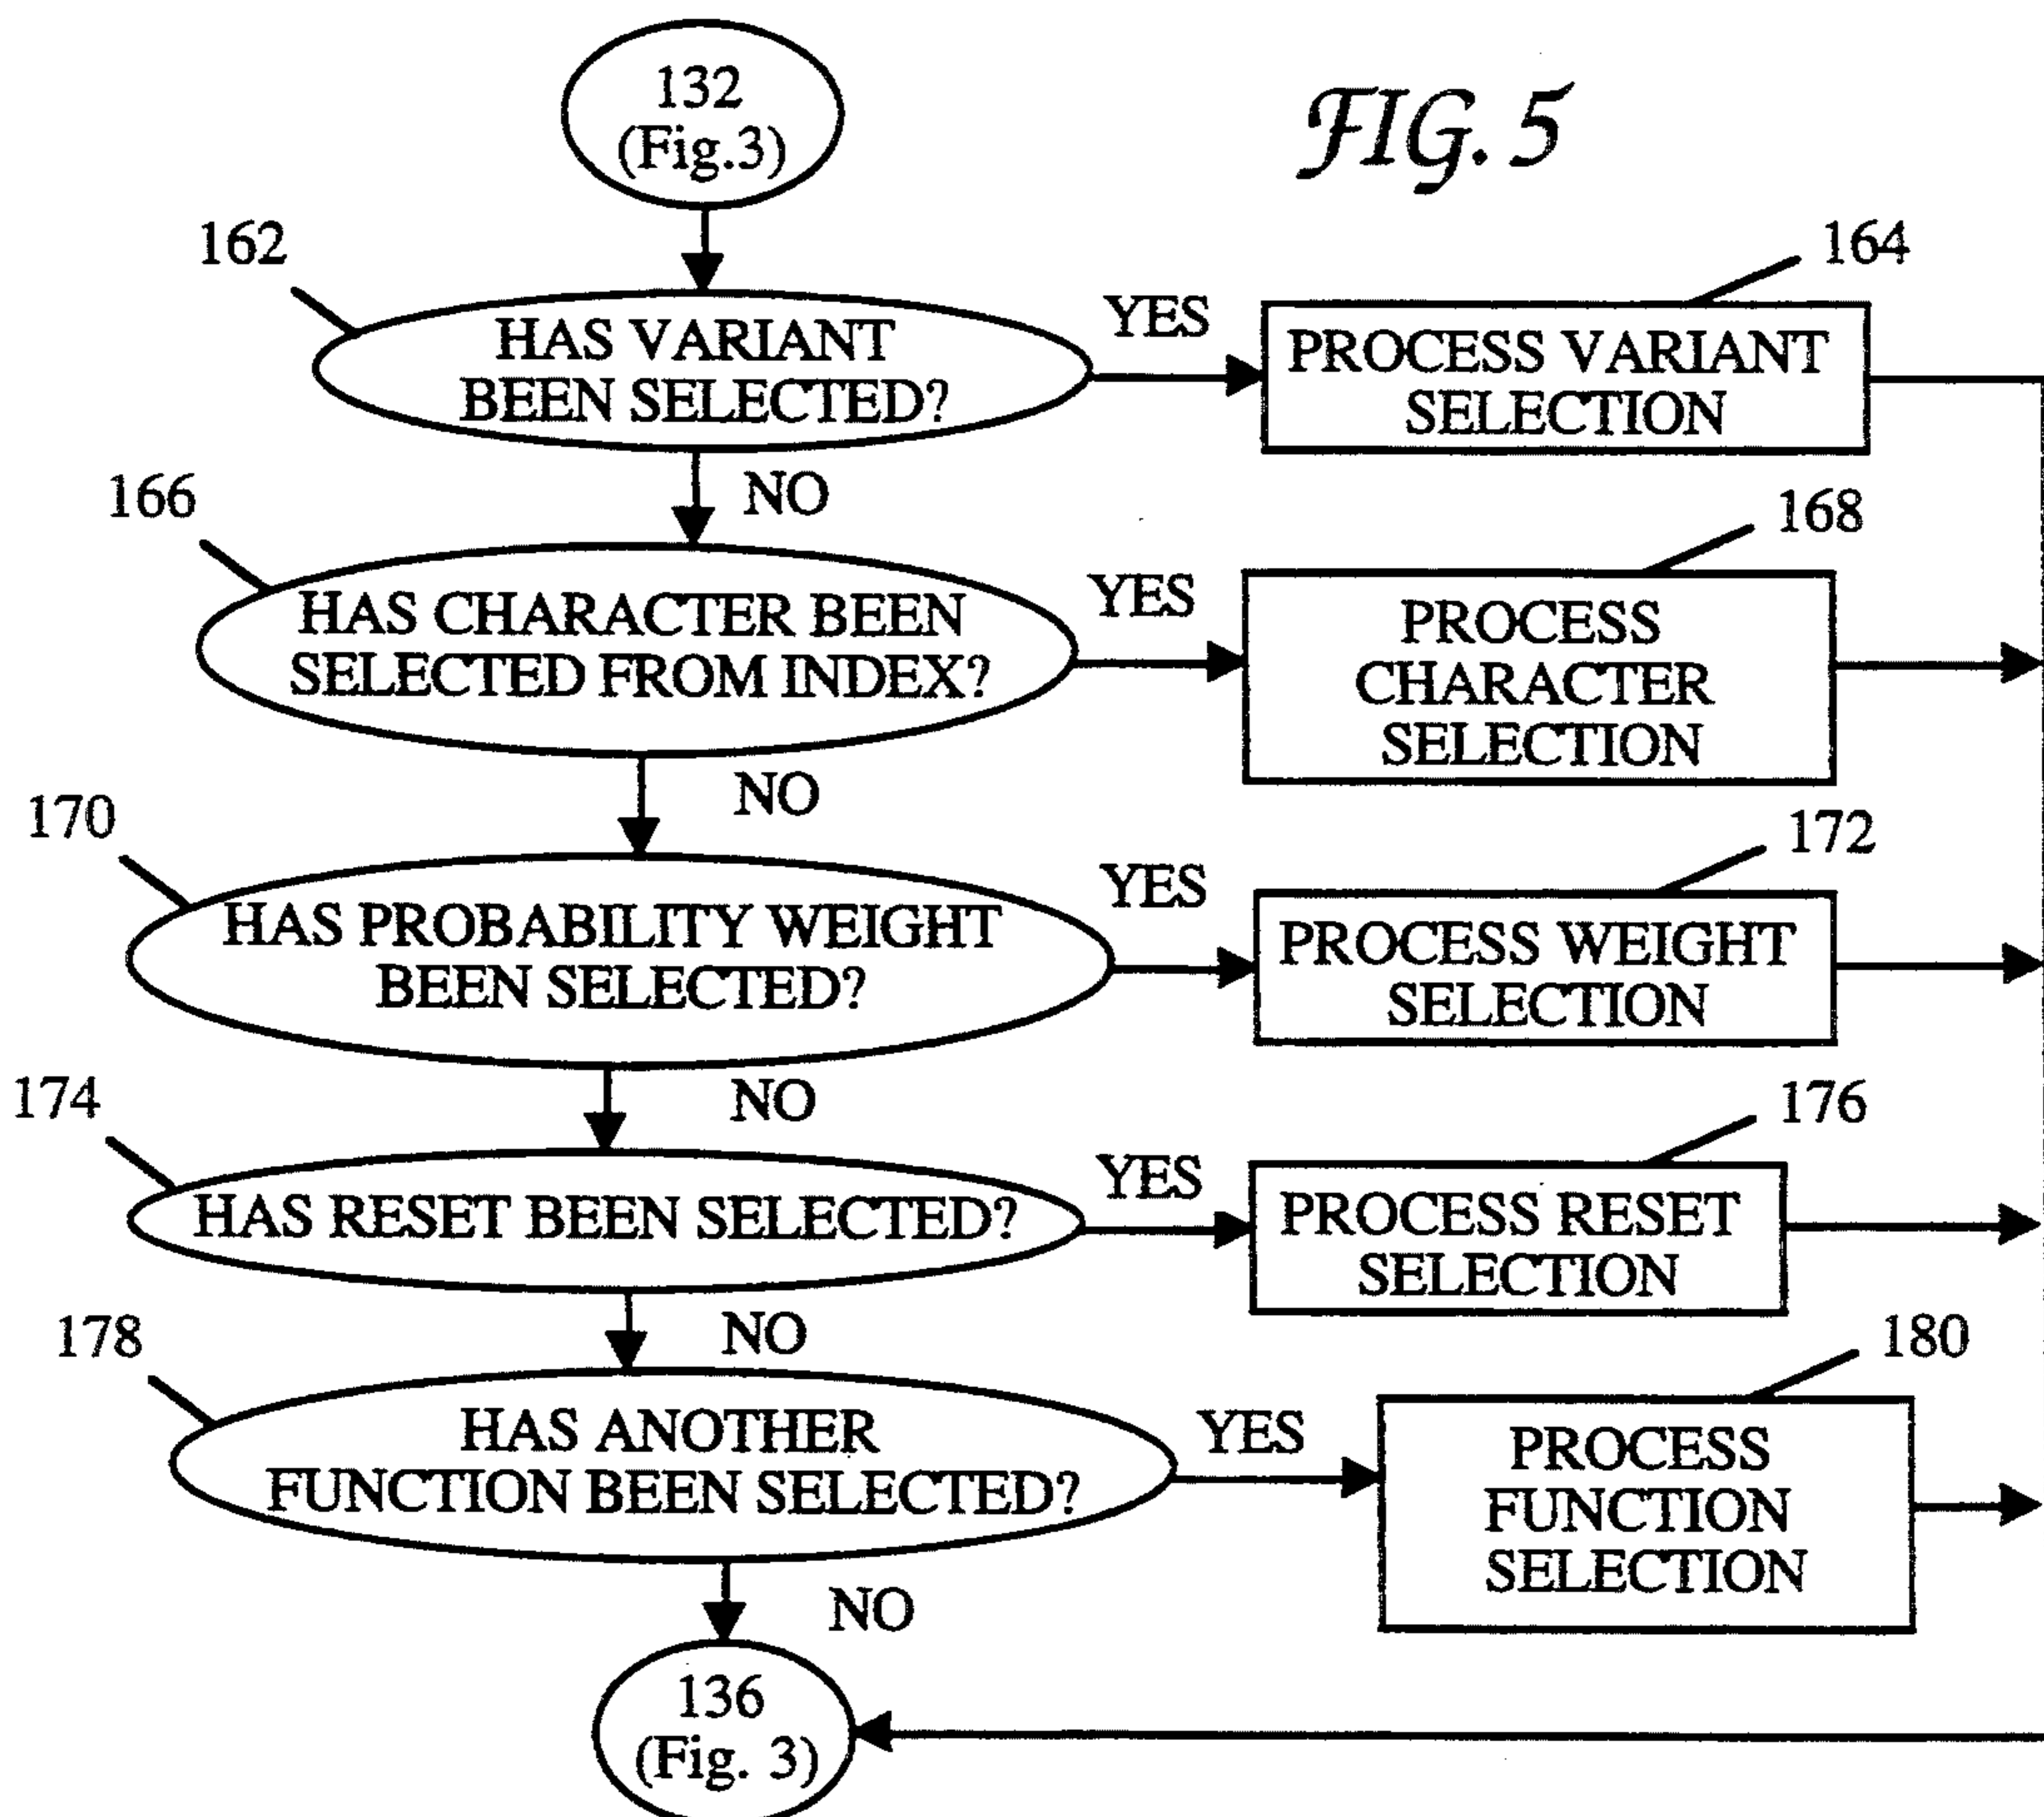 132
(Fig.3)
FIG. 5
162
HAS VARIANT
BEEN SELECTED?
YES
164
PROCESS VARIANT
SELECTION
NO
166
HAS CHARACTER BEEN
SELECTED FROM INDEX?
YES
168
PROCESS
CHARACTER
SELECTION
NO
170
HAS PROBABILITY WEIGHT
BEEN SELECTED?
YES
172
PROCESS WEIGHT
SELECTION
NO
174
HAS RESET BEEN SELECTED?
YES
176
PROCESS RESET
SELECTION
NO
178
HAS ANOTHER
FUNCTION BEEN SELECTED?
YES
180
PROCESS
FUNCTION
SELECTION
NO
136
(Fig. 3)